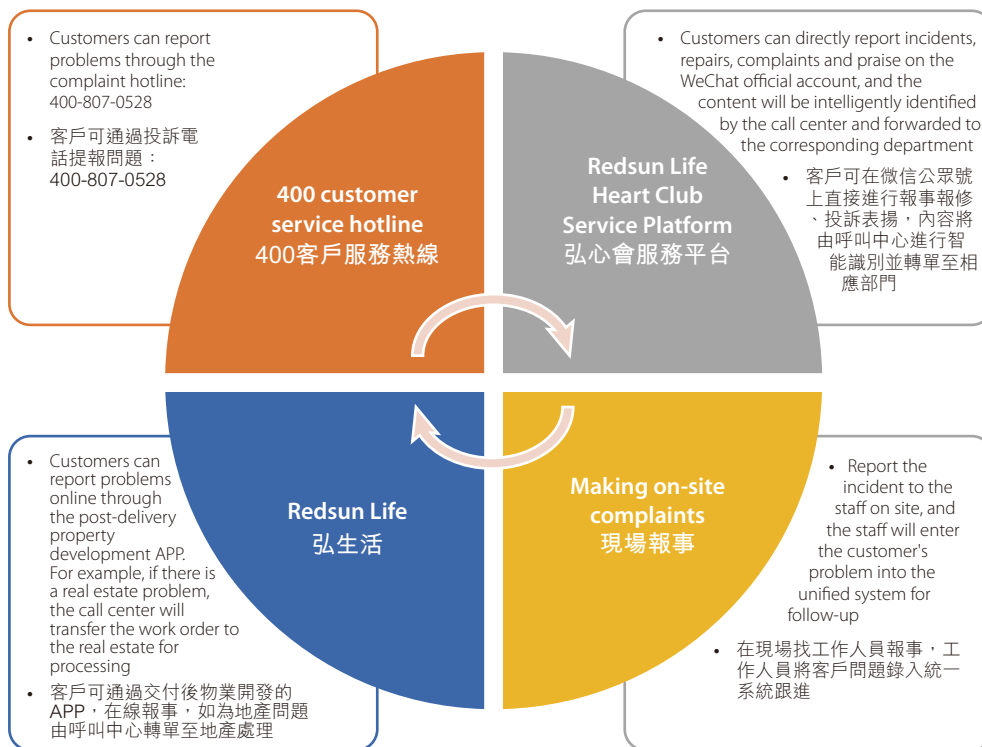 • Customers can report
problems through the
complaint hotline:
400-807-0528
• 客戶可通過投訴電
話提報問題：
400-807-0528
400 customer
service hotline
400客戶服務熱線
Redsun Life
Heart Club
Service Platform
弘心會服務平台
• Customers can directly report incidents,
repairs, complaints and praise on the
WeChat official account, and the
content will be intelligently identified
by the call center and forwarded to
the corresponding department
• 客戶可在微信公眾號
上直接進行報事報修
、投訴表揚，內容將
由呼叫中心進行智
能識別並轉單至相
應部門
• Customers can
report problems
online through
the post-delivery
property
development APP.
For example, if there is
a real estate problem,
the call center will
transfer the work order to
the real estate for
processing
• 客戶可通過交付後物業開發的
APP，在線報事，如為地產問題
由呼叫中心轉單至地產處理
Redsun Life
弘生活
Making on-site
complaints
現場報事
• Report the
incident to the
staff on site, and
the staff will enter
the customer's
problem into the
unified system for
follow-up
• 在現場找工作人員報事，工
作人員將客戶問題錄入統一
系統跟進